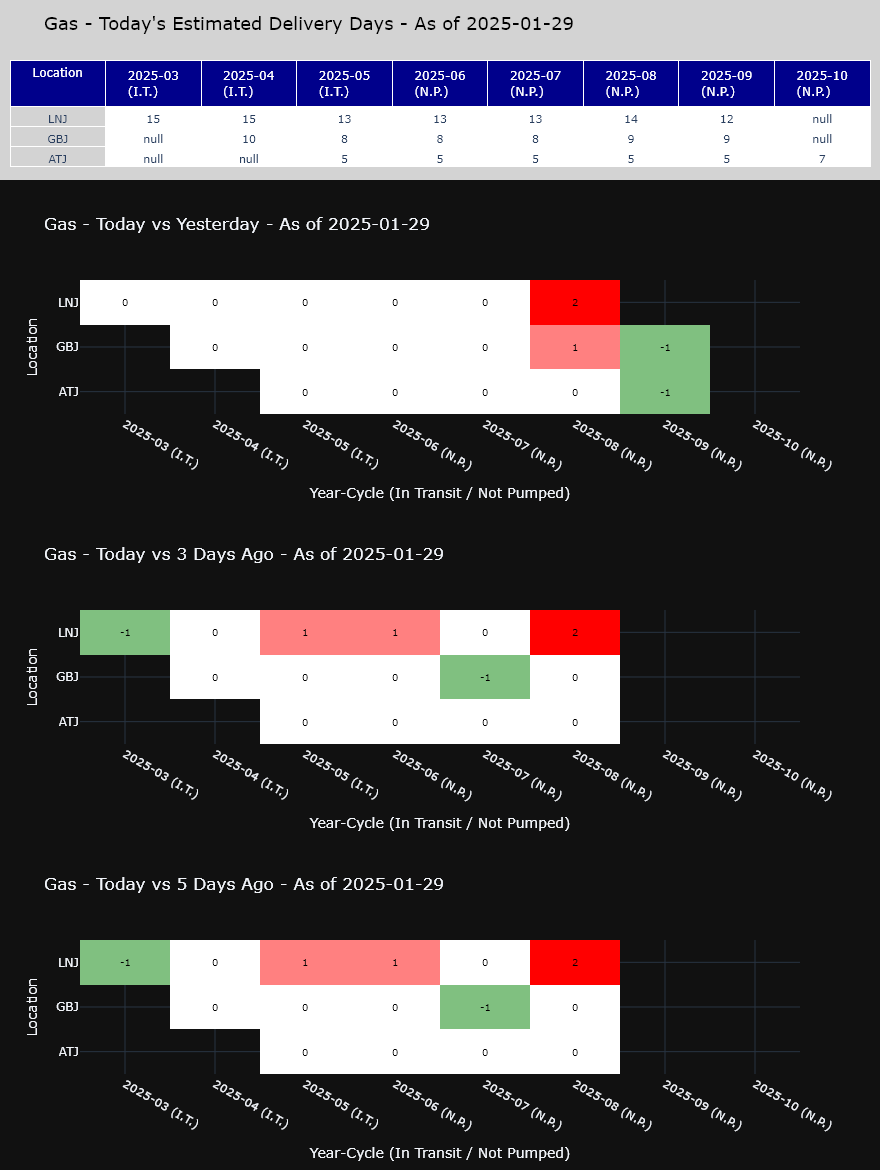 Gas - Today's Estimated Delivery Days - As of 2025-01-29
Location 2025-03 (I.T.) 2025-04 (I.T.) 2025-05 (I.T.) 2025-06 (N.P.) 2025-07 (N.P.) 2025-08 (N.P.) 2025-09 (N.P.) 2025-10 (N.P.)
LNJ 15 15 13 13 13 14 12 null
GBJ null 10 8 8 8 9 9 null
ATJ null null 5 5 5 5 5 7
Gas - Today vs Yesterday - As of 2025-01-29
Location
LNJ 0 0 0 0 0 2
GBJ 0 0 0 0 1 -1
ATJ 0 0 0 0 -1
2025-03 (I.T.) 2025-04 (I.T.) 2025-05 (I.T.) 2025-06 (N.P.) 2025-07 (N.P.) 2025-08 (N.P.) 2025-09 (N.P.) 2025-10 (N.P.)
Year-Cycle (In Transit / Not Pumped)
Gas - Today vs 3 Days Ago - As of 2025-01-29
Location
LNJ -1 0 1 1 0 2
GBJ 0 0 0 -1 0
ATJ 0 0 0 0
2025-03 (I.T.) 2025-04 (I.T.) 2025-05 (I.T.) 2025-06 (N.P.) 2025-07 (N.P.) 2025-08 (N.P.) 2025-09 (N.P.) 2025-10 (N.P.)
Year-Cycle (In Transit / Not Pumped)
Gas - Today vs 5 Days Ago - As of 2025-01-29
Location
LNJ -1 0 1 1 0 2
GBJ 0 0 0 -1 0
ATJ 0 0 0 0
2025-03 (I.T.) 2025-04 (I.T.) 2025-05 (I.T.) 2025-06 (N.P.) 2025-07 (N.P.) 2025-08 (N.P.) 2025-09 (N.P.) 2025-10 (N.P.)
Year-Cycle (In Transit / Not Pumped)